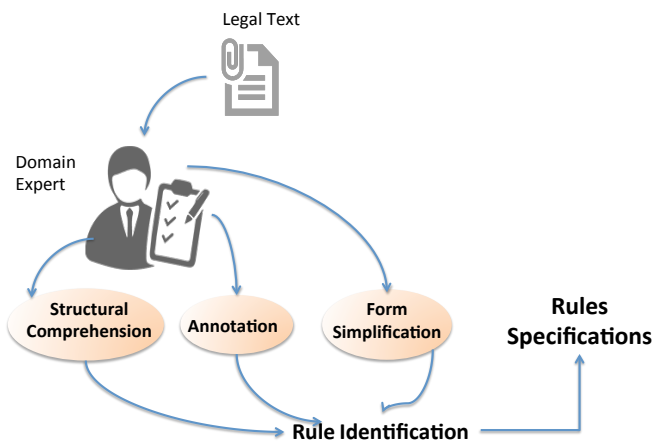 Legal Text
Domain
Expert
Structural
Comprehension
Annotation
Form
Simplification
Rules
Specifications
Rule Identification